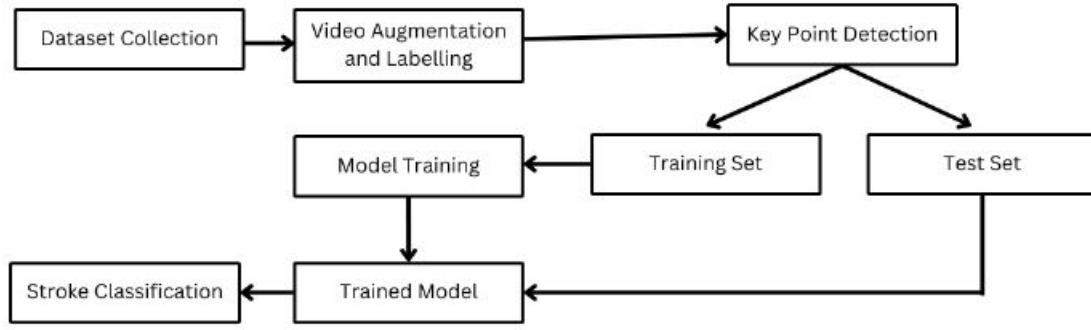 Dataset Collection
Video Augmentation
and Labelling
Key Point Detection
Model Training
Training Set
Test Set
Stroke Classification
Trained Model